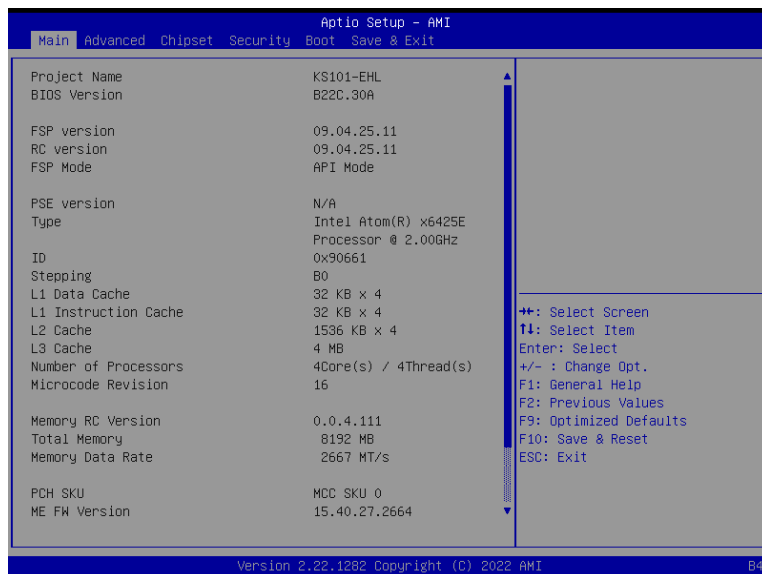 Aptio Setup – AMI
Main Advanced Chipset Security Boot Save & Exit
Project Name KS101-EHL
BIOS Version B22C.30A
FSP version 09.04.25.11
RC version 09.04.25.11
FSP Mode API Mode
PSE version N/A
Type Intel Atom(R) x6425E
Processor @ 2.00GHz
ID 0x90661
Stepping B0
L1 Data Cache 32 KB x 4
L1 Instruction Cache 32 KB x 4
L2 Cache 1536 KB x 4
L3 Cache 4 MB
Number of Processors 4Core(s) / 4Thread(s)
Microcode Revision 16
Memory RC Version 0.0.4.111
Total Memory 8192 MB
Memory Data Rate 2667 MT/s
PCH SKU MCC SKU 0
ME FW Version 15.40.27.2664
→←: Select Screen
↑↓: Select Item
Enter: Select
+/- : Change Opt.
F1: General Help
F2: Previous Values
F9: Optimized Defaults
F10: Save & Reset
ESC: Exit
Version 2.22.1282 Copyright (C) 2022 AMI
B4